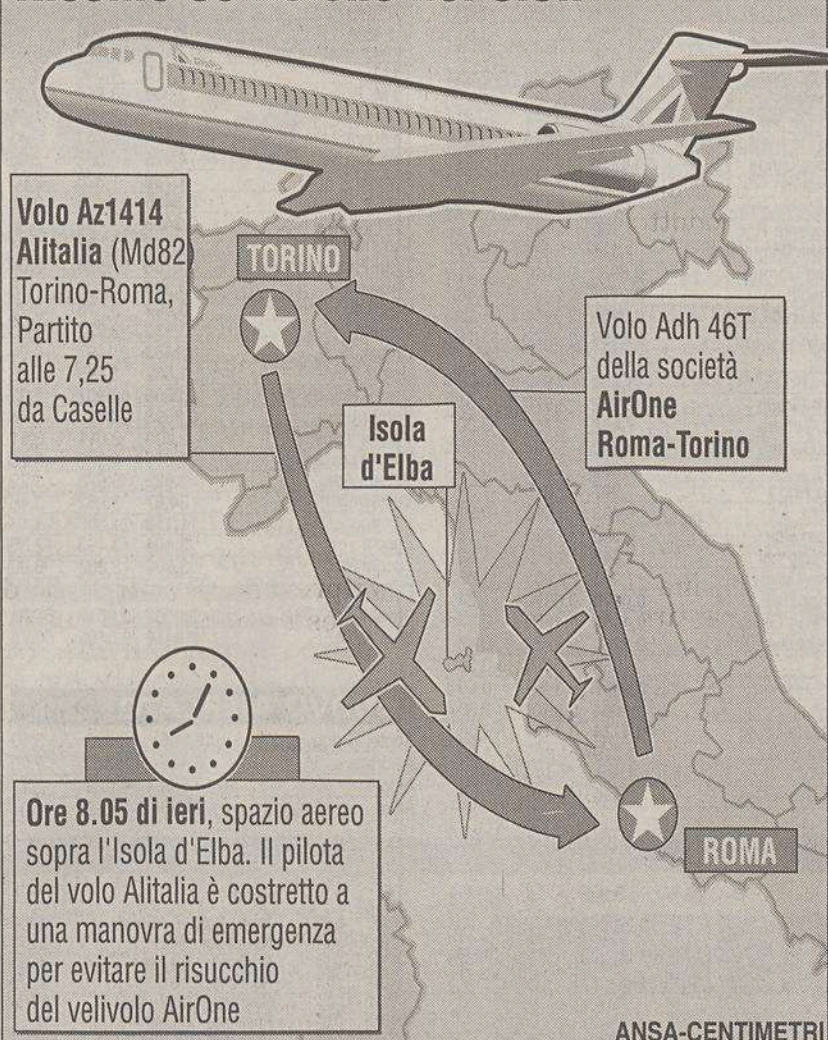 Volo Az1414
Alitalia (Md82)
Torino-Roma,
Partito
alle 7,25
da Caselle
TORINO
Volo Adh 46T
della società
AirOne
Roma-Torino
Isola
d'Elba
Ore 8.05 di ieri, spazio aereo
sopra l'Isola d'Elba. Il pilota
del volo Alitalia è costretto a
una manovra di emergenza
per evitare il risucchio
del velivolo AirOne
ROMA
ANSA-CENTIMETRI